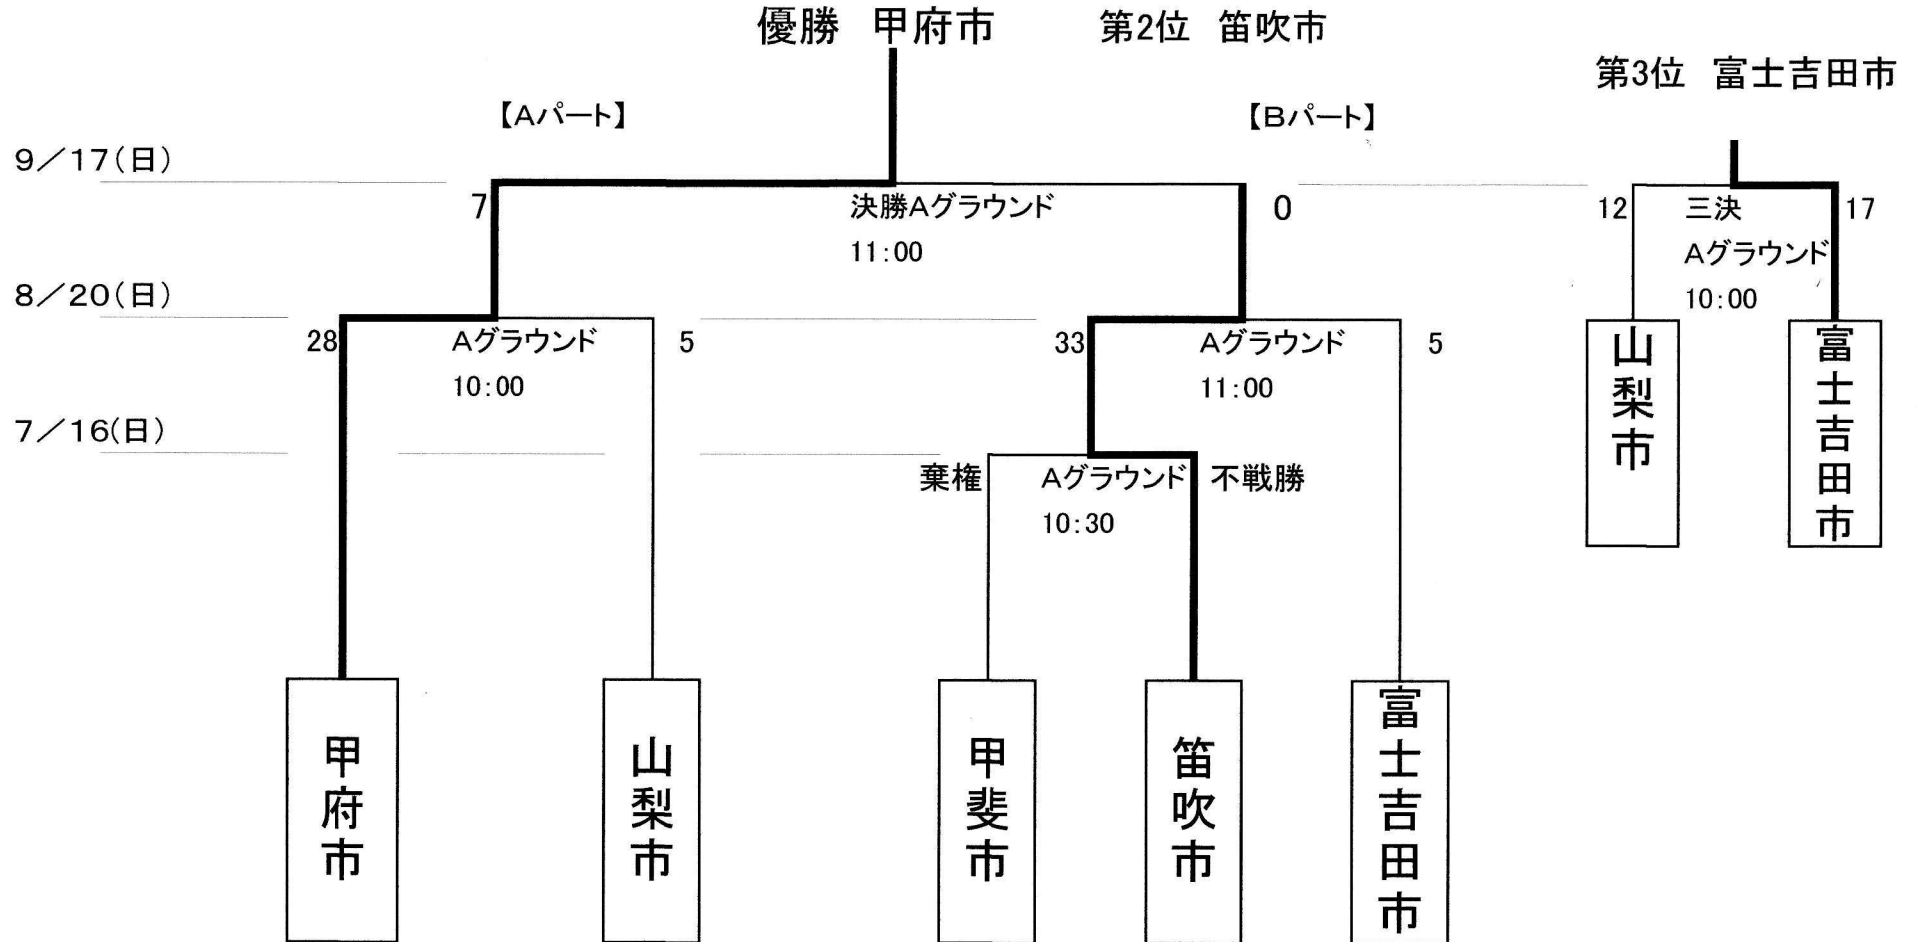 優勝 甲府市 第2位 笛吹市
第3位 富士吉田市
【Aパート】 【Bパート】
9／17(日)
7 決勝Aグラウンド 0
11:00
12 三決 17
Aグラウンド
10:00
8／20(日)
28 Aグラウンド 5
10:00
33 Aグラウンド 5
11:00
山梨市
富士吉田市
7／16(日)
棄権 Aグラウンド 不戦勝
10:30
甲府市
山梨市
甲斐市
笛吹市
富士吉田市